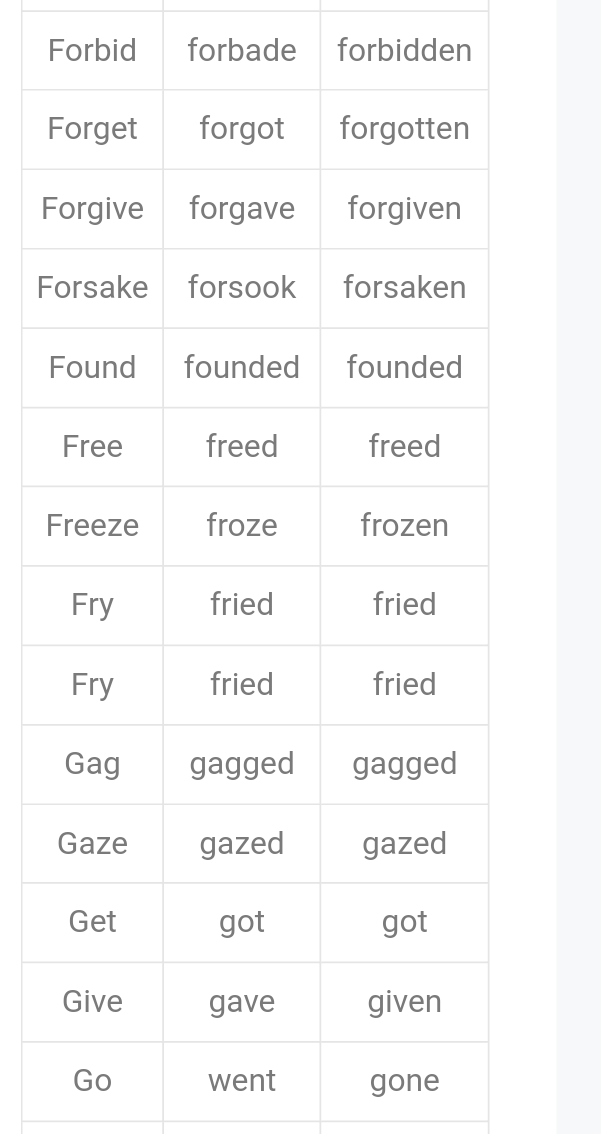 Forbid forbade forbidden
Forget forgot forgotten
Forgive forgave forgiven
Forsake forsook forsaken
Found founded founded
Free freed freed
Freeze froze frozen
Fry fried fried
Fry fried fried
Gag gagged gagged
Gaze gazed gazed
Get got got
Give gave given
Go went gone